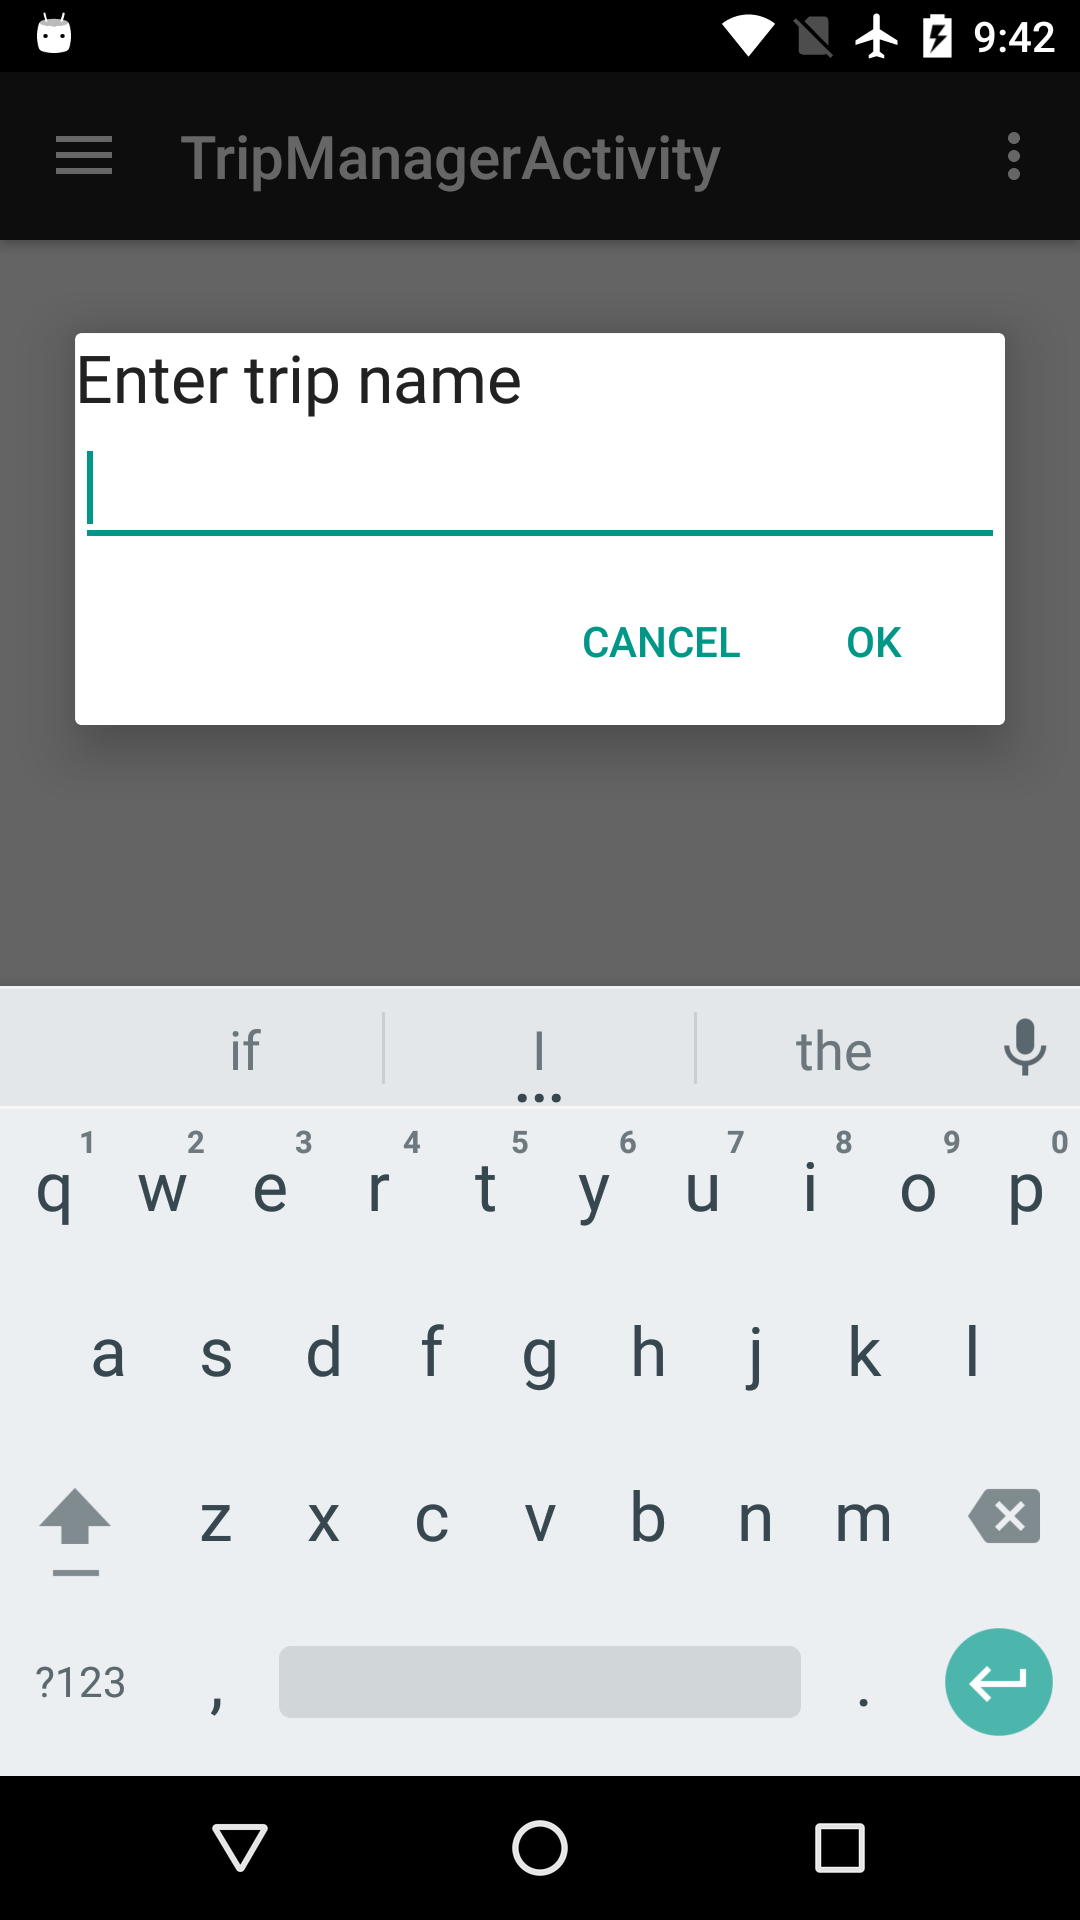 9:42
TripManagerActivity
Enter trip name
CANCEL OK
if I the
1 2 3 4 5 6 7 8 9 0
q w e r t y u i o p
a s d f g h j k l
z x c v b n m
?123 , .